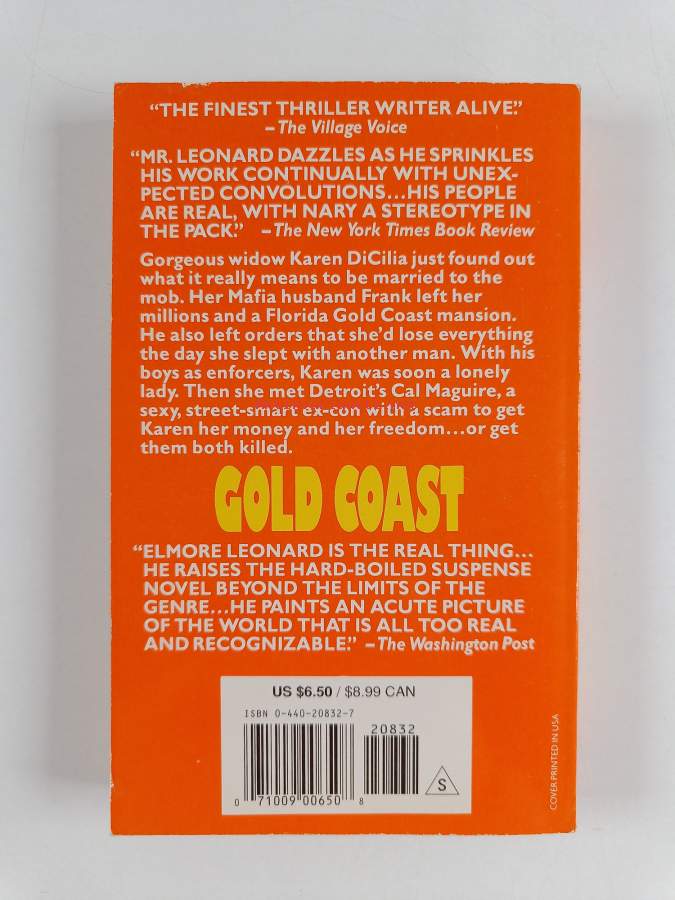 “THE FINEST THRILLER WRITER ALIVE.”
–The Village Voice
“MR. LEONARD DAZZLES AS HE SPRINKLES
HIS WORK CONTINUALLY WITH UNEX-
PECTED CONVOLUTIONS...HIS PEOPLE
ARE REAL, WITH NARY A STEREOTYPE IN
THE PACK.” –The New York Times Book Review
Gorgeous widow Karen DiCilia just found out
what it really means to be married to the
mob. Her Mafia husband Frank left her
millions and a Florida Gold Coast mansion.
He also left orders that she’d lose everything
the day she slept with another man. With his
boys as enforcers, Karen was soon a lonely
lady. Then she met Detroit’s Cal Maguire, a
sexy, street-smart ex-con with a scam to get
Karen her money and her freedom...or get
them both killed.
GOLD COAST
“ELMORE LEONARD IS THE REAL THING...
HE RAISES THE HARD-BOILED SUSPENSE
NOVEL BEYOND THE LIMITS OF THE
GENRE...HE PAINTS AN ACUTE PICTURE
OF THE WORLD THAT IS ALL TOO REAL
AND RECOGNIZABLE.” –The Washington Post
US $6.50 / $8.99 CAN
ISBN 0-440-20832-7
20832
0 71009 00650 8
S
COVER PRINTED IN USA